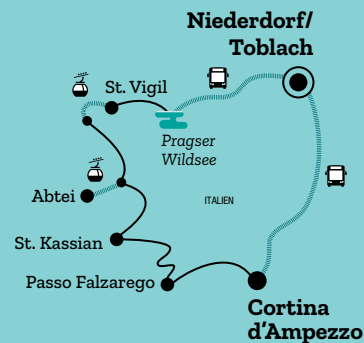 Niederdorf/
Toblach
St. Vigil
Pragser
Wildsee
Abtei
ITALIEN
St. Kassian
Passo Falzarego
Cortina
d'Ampezzo